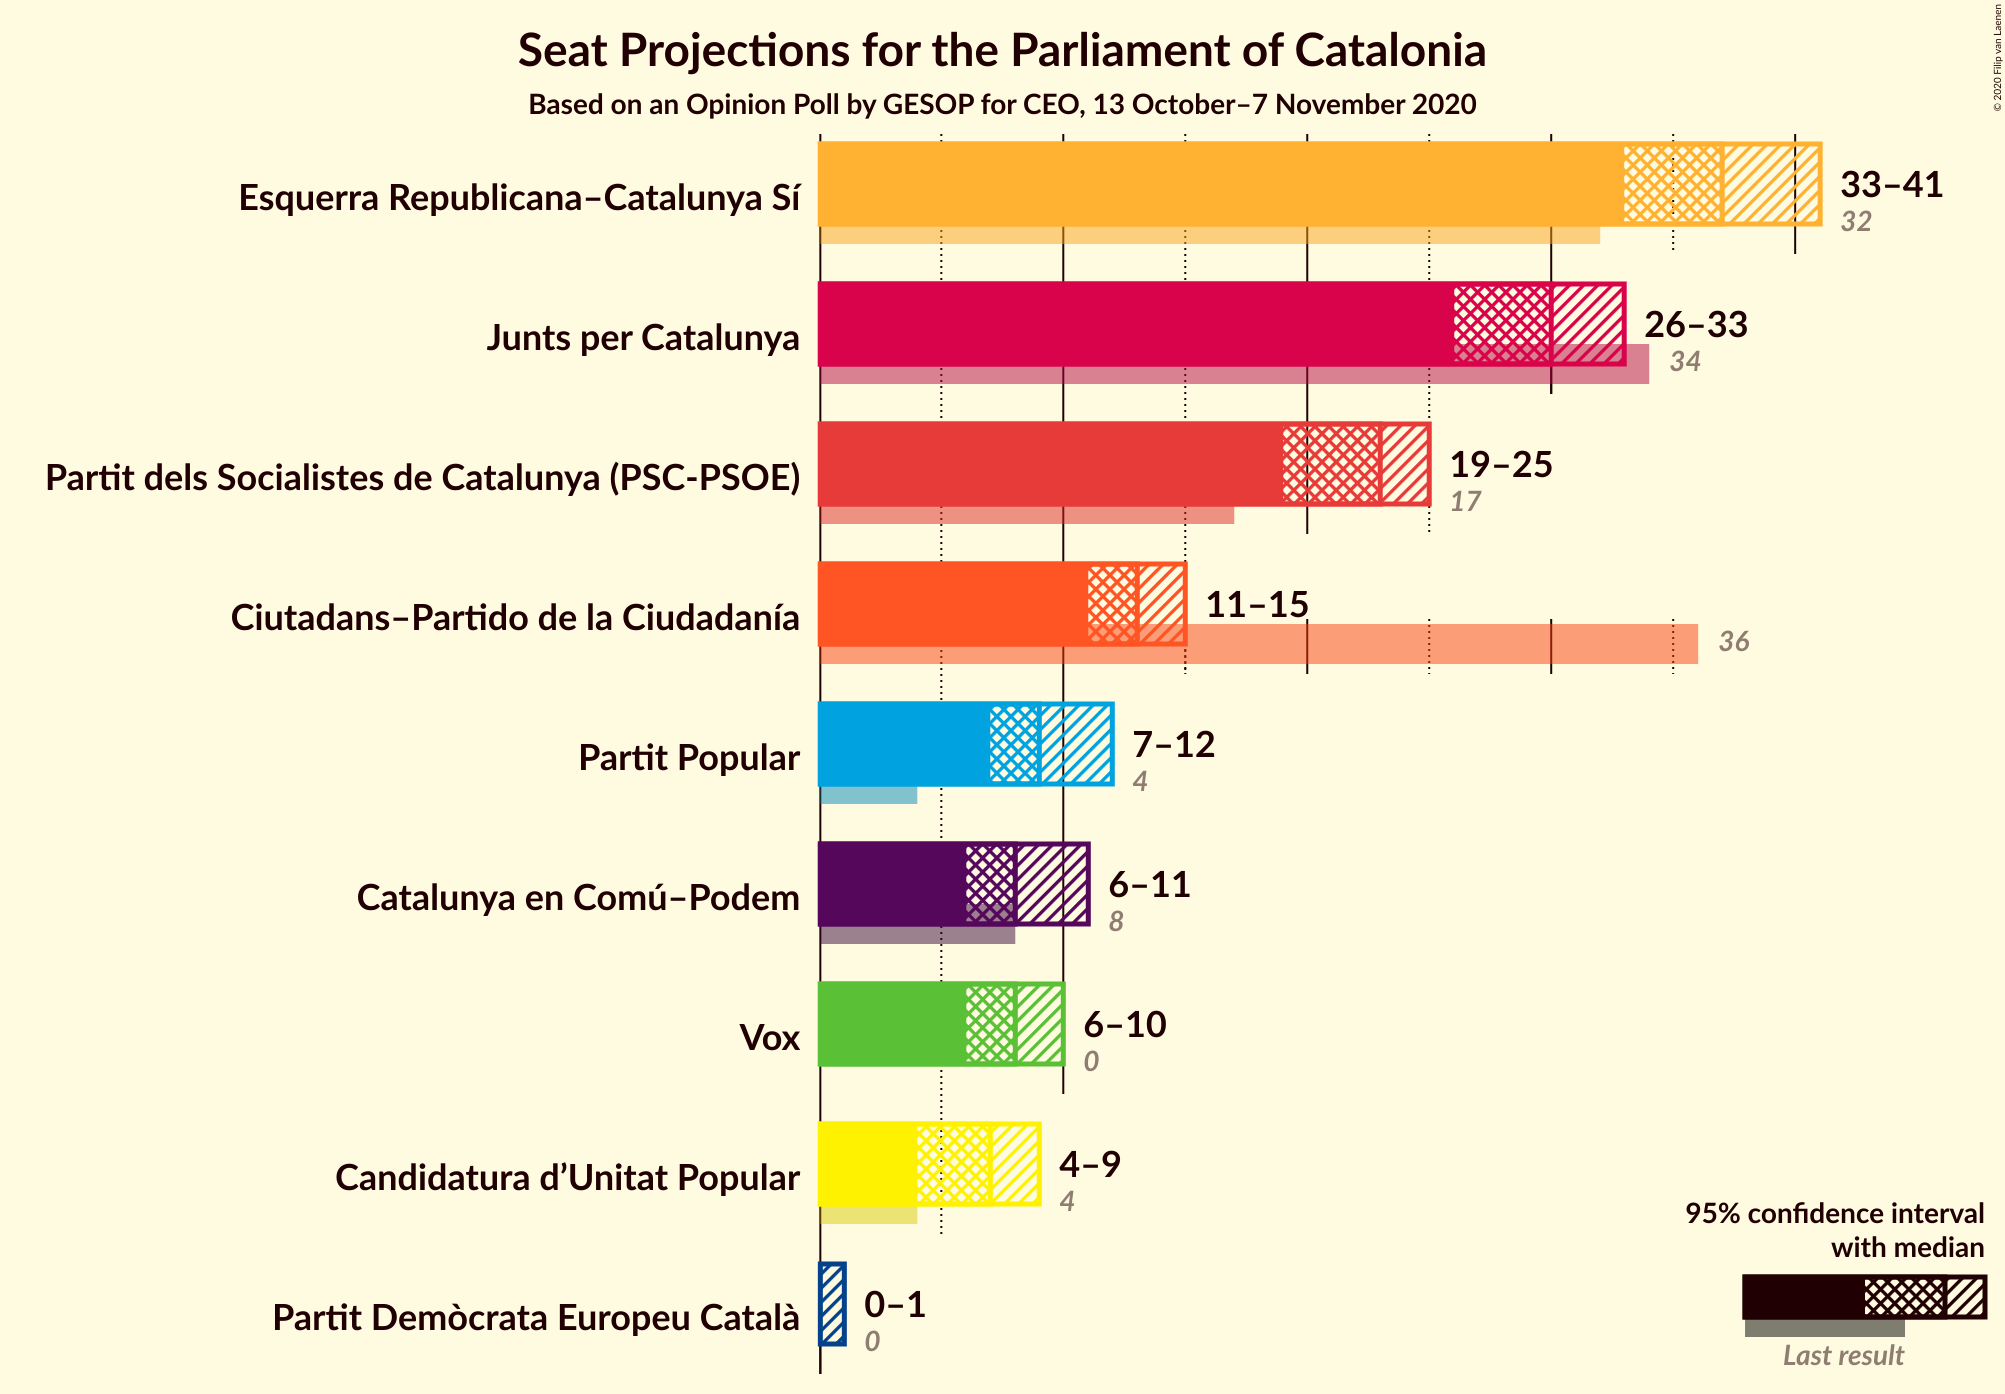 Seat Projections for the Parliament of Catalonia
Based on an Opinion Poll by GESOP for CEO, 13 October–7 November 2020
© 2020 Filip van Laenen
Esquerra Republicana–Catalunya Sí
33–41
32
Junts per Catalunya
26–33
34
Partit dels Socialistes de Catalunya (PSC-PSOE)
19–25
17
Ciutadans–Partido de la Ciudadanía
11–15
36
Partit Popular
7–12
4
Catalunya en Comú–Podem
6–11
8
Vox
6–10
0
Candidatura d’Unitat Popular
4–9
4
Partit Demòcrata Europeu Català
0–1
0
95% confidence interval
with median
Last result